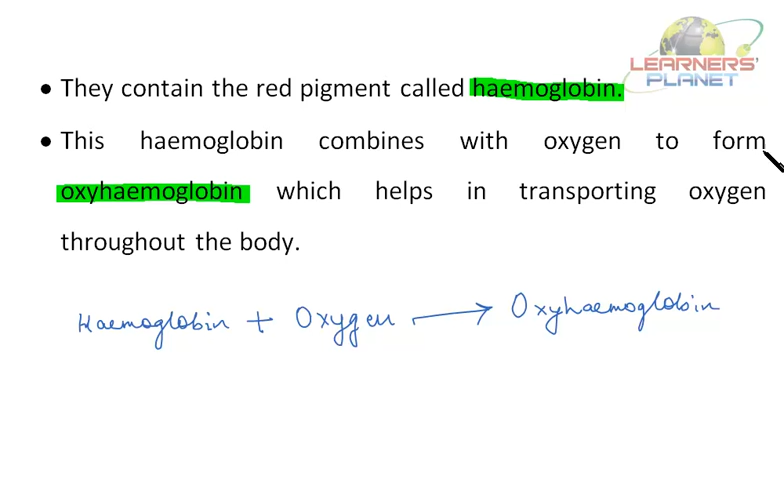 LEARNERS'
PLANET
• They contain the red pigment called haemoglobin.
• This haemoglobin combines with oxygen to form
oxyhaemoglobin which helps in transporting oxygen
throughout the body.
Haemoglobin + Oxygen → Oxyhaemoglobin